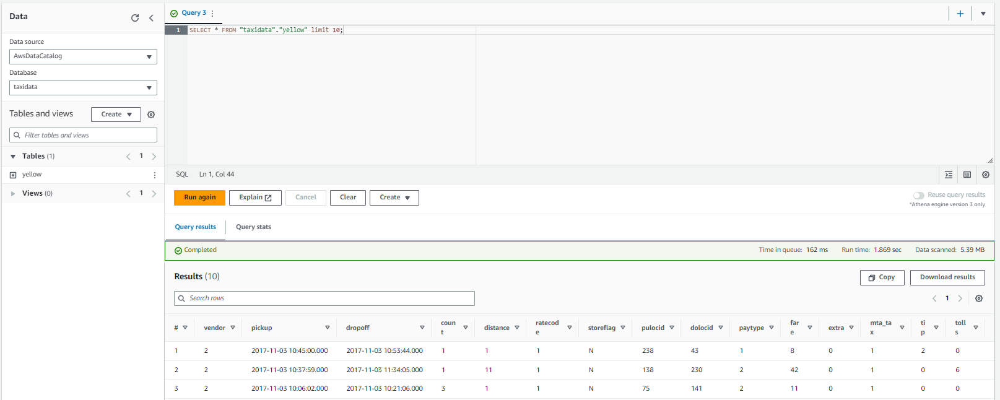 Data
Data source
AwsDataCatalog
Database
taxidata
Tables and views
Create
Filter tables and views
Tables (1)
1
yellow
Views (0)
1
Query 3
1 SELECT * FROM "taxidata"."yellow" limit 10;
SQL Ln 1, Col 44
Run again Explain Cancel Clear Create
Reuse query results
*Athena engine version 3 only
Query results Query stats
Completed Time in queue: 162 ms Run time: 1.869 sec Data scanned: 5.39 MB
Results (10) Copy Download results
Search rows 1
# vendor pickup dropoff count distance ratecode storeflag pulocid dolocid paytype fare extra mta_tax tip tolls
1 2 2017-11-03 10:45:00.000 2017-11-03 10:53:44.000 1 1 1 N 238 43 1 8 0 1 2 0
2 2 2017-11-03 10:37:59.000 2017-11-03 11:34:05.000 1 11 1 N 138 230 2 42 0 1 0 6
3 2 2017-11-03 10:06:02.000 2017-11-03 10:21:06.000 3 1 1 N 75 141 2 11 0 1 0 0